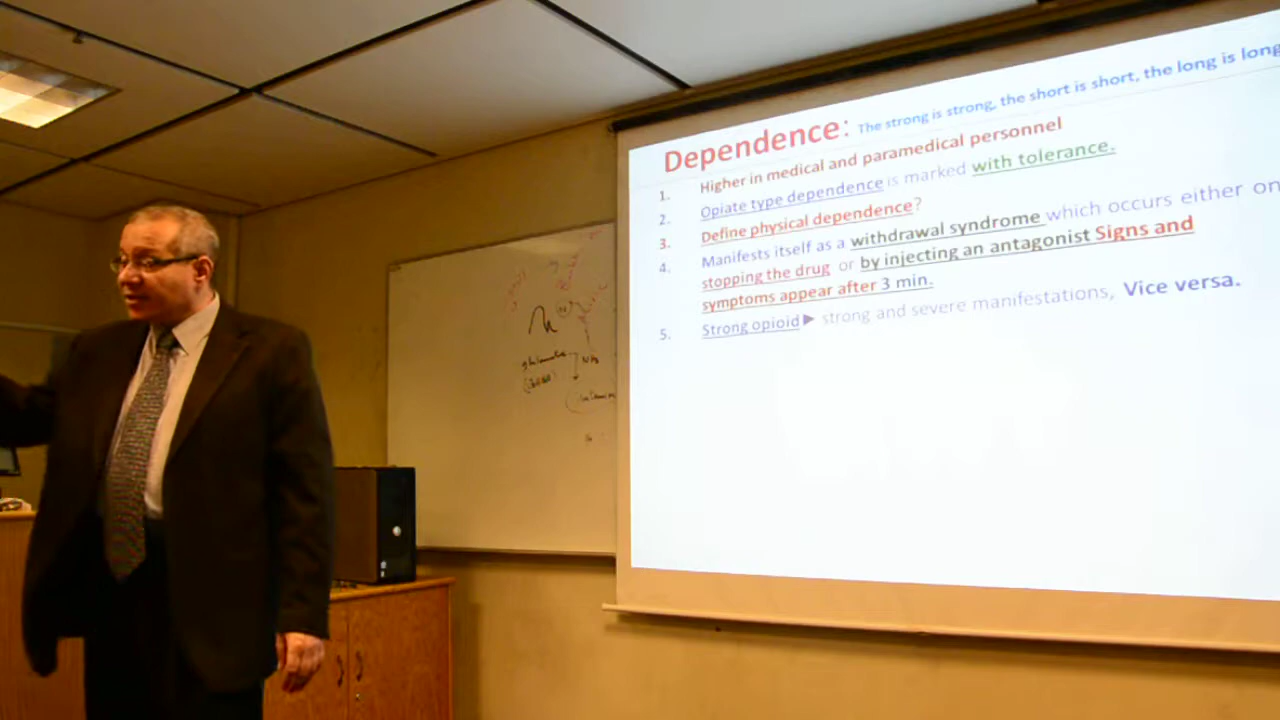 Dependence: The strong is strong, the short is short, the long is long
1. Higher in medical and paramedical personnel
2. Opiate type dependence is marked with tolerance.
3. Define physical dependence?
4. Manifests itself as a withdrawal syndrome which occurs either on
stopping the drug or by injecting an antagonist Signs and
symptoms appear after 3 min.
5. Strong opioid ► strong and severe manifestations, Vice versa.